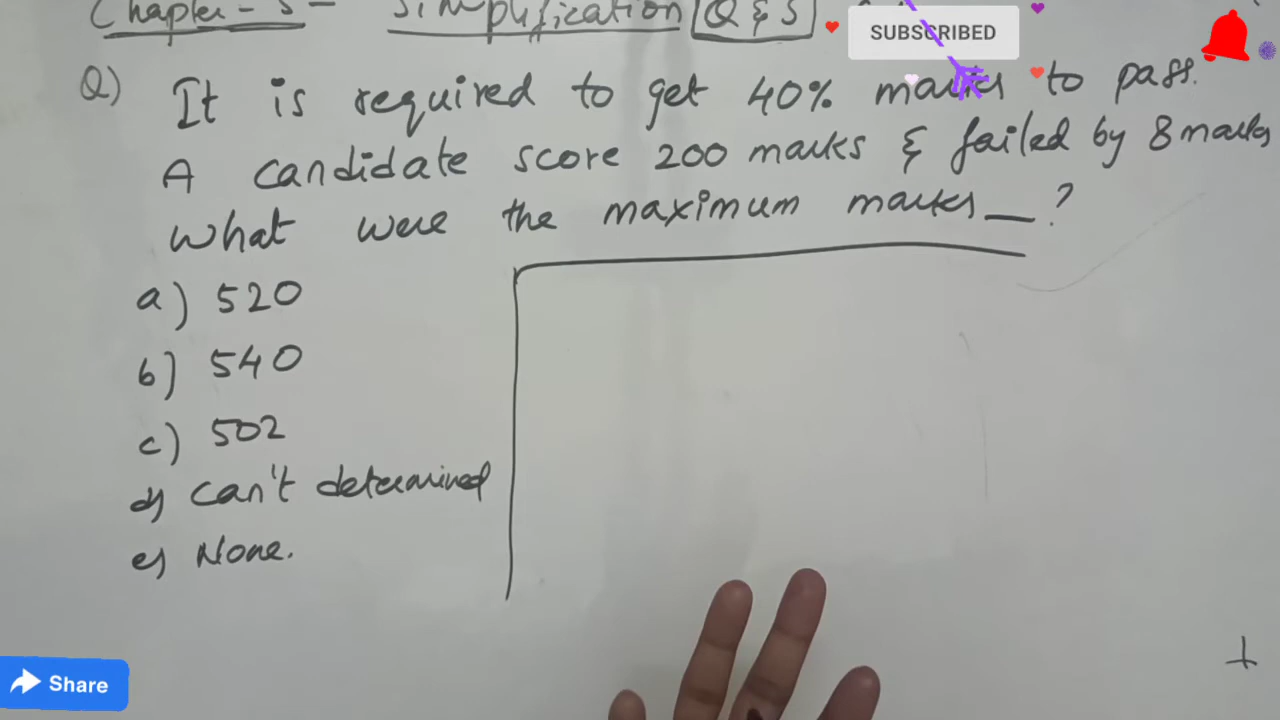 Chapter - 5 - Simplification Q & S
SUBSCRIBED
Q) It is required to get 40% marks to pass.
A candidate score 200 marks & failed by 8 marks
What were the maximum marks __ ?
a) 520
b) 540
c) 502
d) can't determined
e) None.
Share